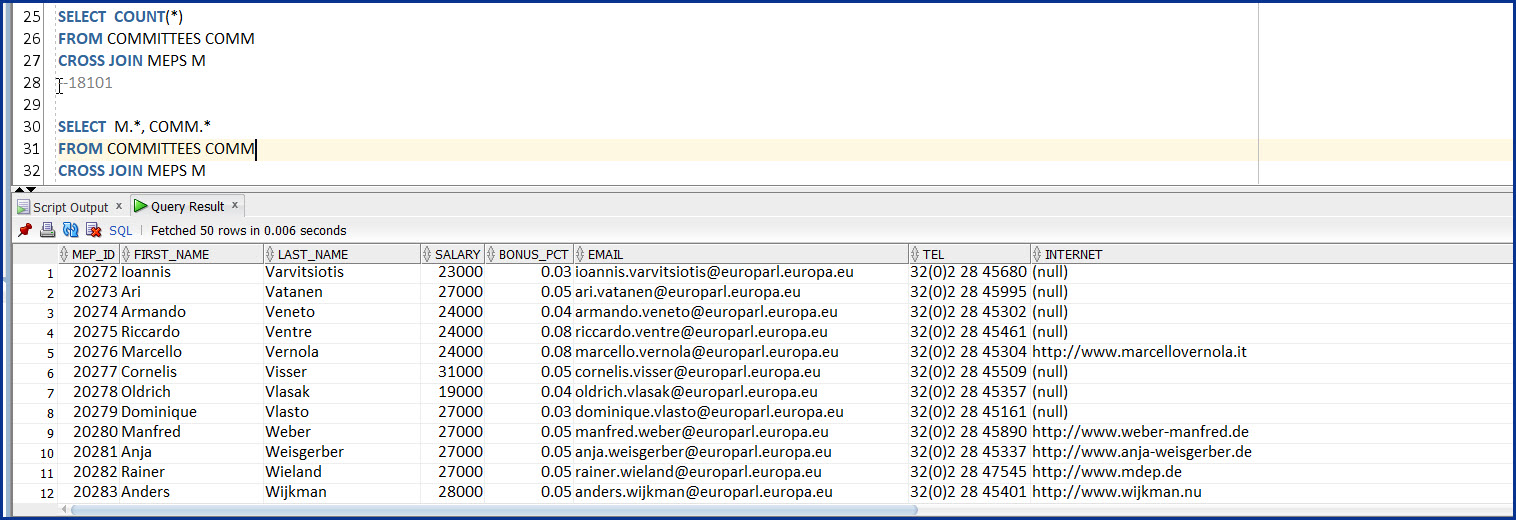 25 SELECT COUNT(*)
26 FROM COMMITTEES COMM
27 CROSS JOIN MEPS M
28 --18101
29
30 SELECT M.*, COMM.*
31 FROM COMMITTEES COMM
32 CROSS JOIN MEPS M
Script Output x Query Result x
SQL | Fetched 50 rows in 0.006 seconds
MEP_ID FIRST_NAME LAST_NAME SALARY BONUS_PCT EMAIL TEL INTERNET
1 20272 Ioannis Varvitsiotis 23000 0.03 ioannis.varvitsiotis@europarl.europa.eu 32(0)2 28 45680 (null)
2 20273 Ari Vatanen 27000 0.05 ari.vatanen@europarl.europa.eu 32(0)2 28 45995 (null)
3 20274 Armando Veneto 24000 0.04 armando.veneto@europarl.europa.eu 32(0)2 28 45302 (null)
4 20275 Riccardo Ventre 24000 0.08 riccardo.ventre@europarl.europa.eu 32(0)2 28 45461 (null)
5 20276 Marcello Vernola 24000 0.08 marcello.vernola@europarl.europa.eu 32(0)2 28 45304 http://www.marcellovernola.it
6 20277 Cornelis Visser 31000 0.05 cornelis.visser@europarl.europa.eu 32(0)2 28 45509 (null)
7 20278 Oldrich Vlasak 19000 0.04 oldrich.vlasak@europarl.europa.eu 32(0)2 28 45357 (null)
8 20279 Dominique Vlasto 27000 0.03 dominique.vlasto@europarl.europa.eu 32(0)2 28 45161 (null)
9 20280 Manfred Weber 27000 0.05 manfred.weber@europarl.europa.eu 32(0)2 28 45890 http://www.weber-manfred.de
10 20281 Anja Weisgerber 27000 0.05 anja.weisgerber@europarl.europa.eu 32(0)2 28 45337 http://www.anja-weisgerber.de
11 20282 Rainer Wieland 27000 0.05 rainer.wieland@europarl.europa.eu 32(0)2 28 47545 http://www.mdep.de
12 20283 Anders Wijkman 28000 0.05 anders.wijkman@europarl.europa.eu 32(0)2 28 45401 http://www.wijkman.nu